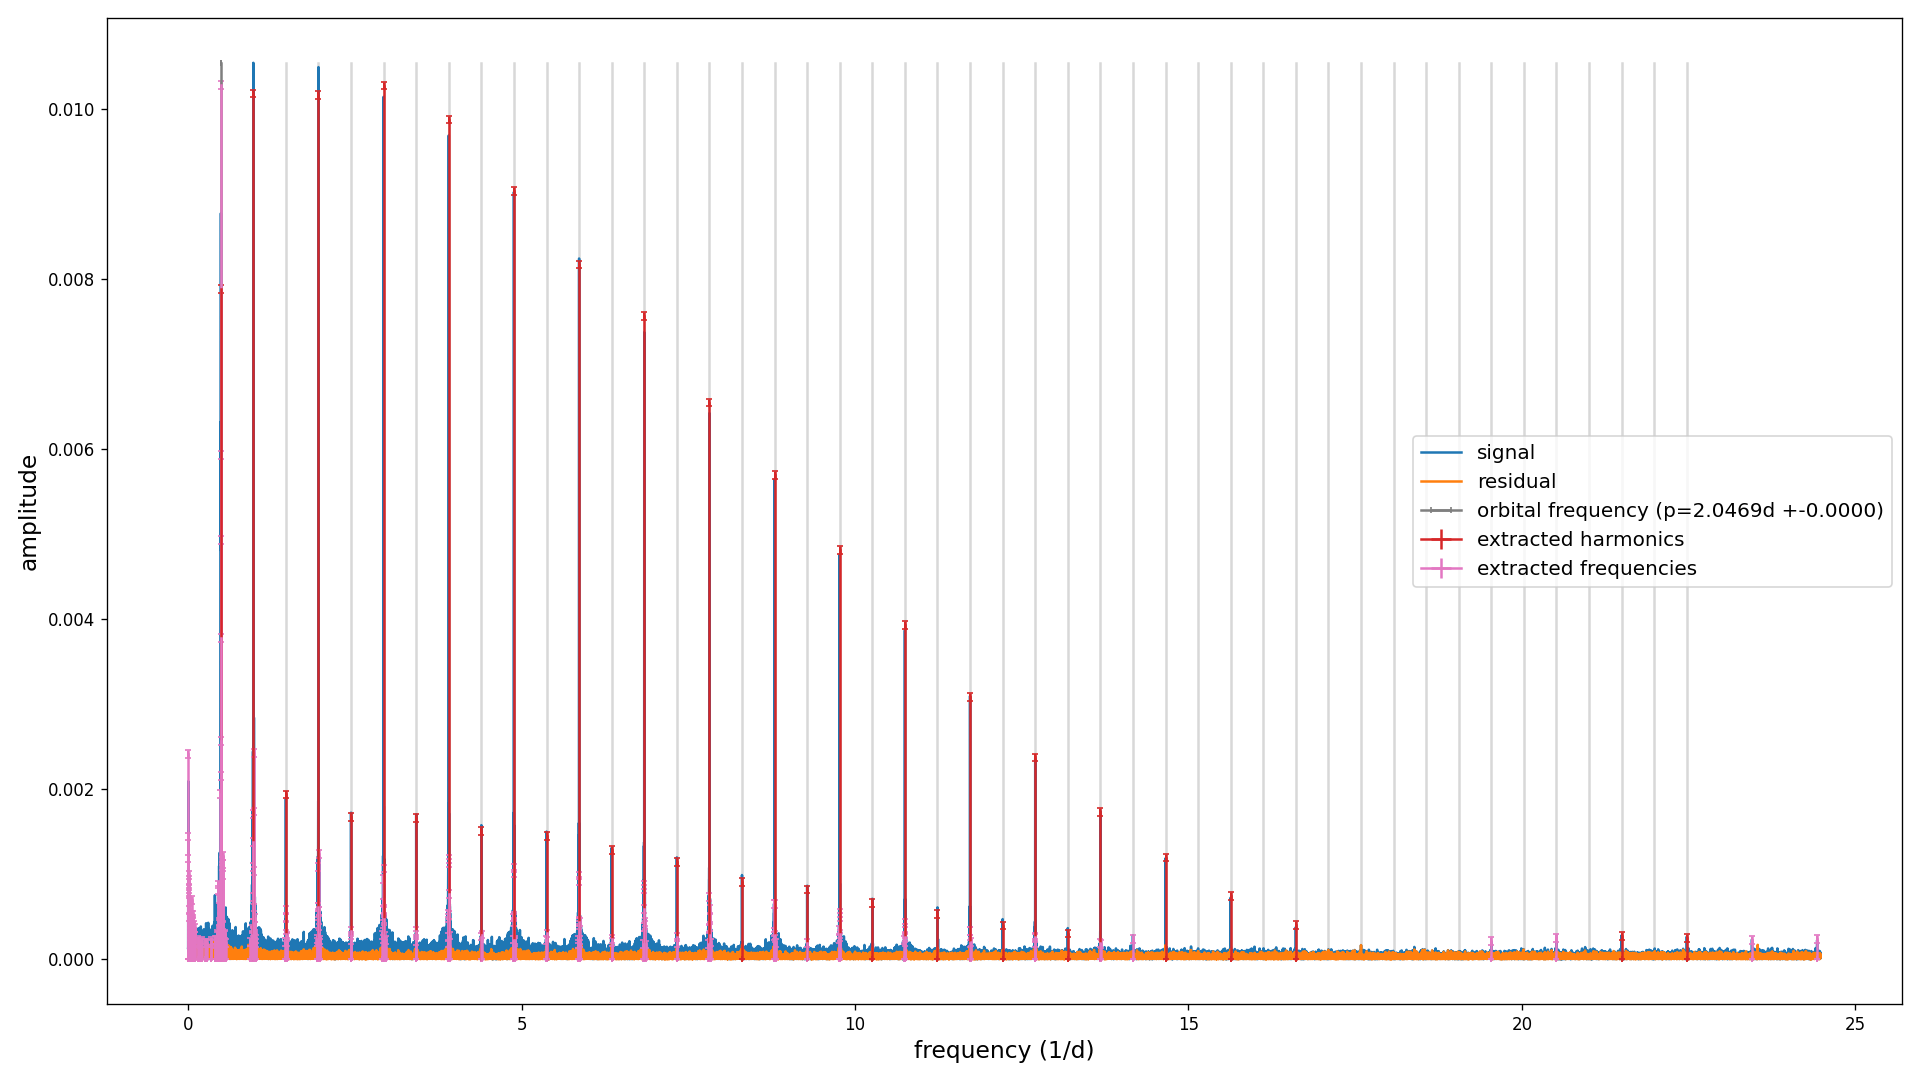 0.010
0.008
0.006
0.004
0.002
0.000
amplitude
signal
residual
orbital frequency (p=2.0469d +-0.0000)
extracted harmonics
extracted frequencies
0
5
10
15
20
25
frequency (1/d)